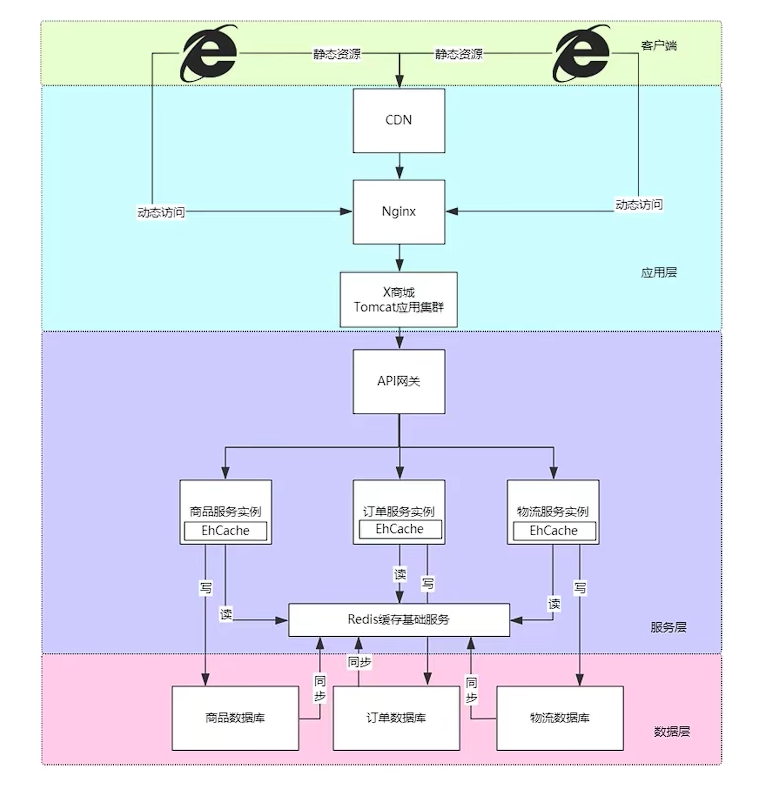 静态资源
静态资源
客户端
CDN
动态访问
Nginx
动态访问
应用层
X商城
Tomcat应用集群
API网关
商品服务实例
EhCache
订单服务实例
EhCache
物流服务实例
EhCache
写
读
读
写
读
写
Redis缓存基础服务
服务层
同步
同步
同步
商品数据库
订单数据库
物流数据库
数据层